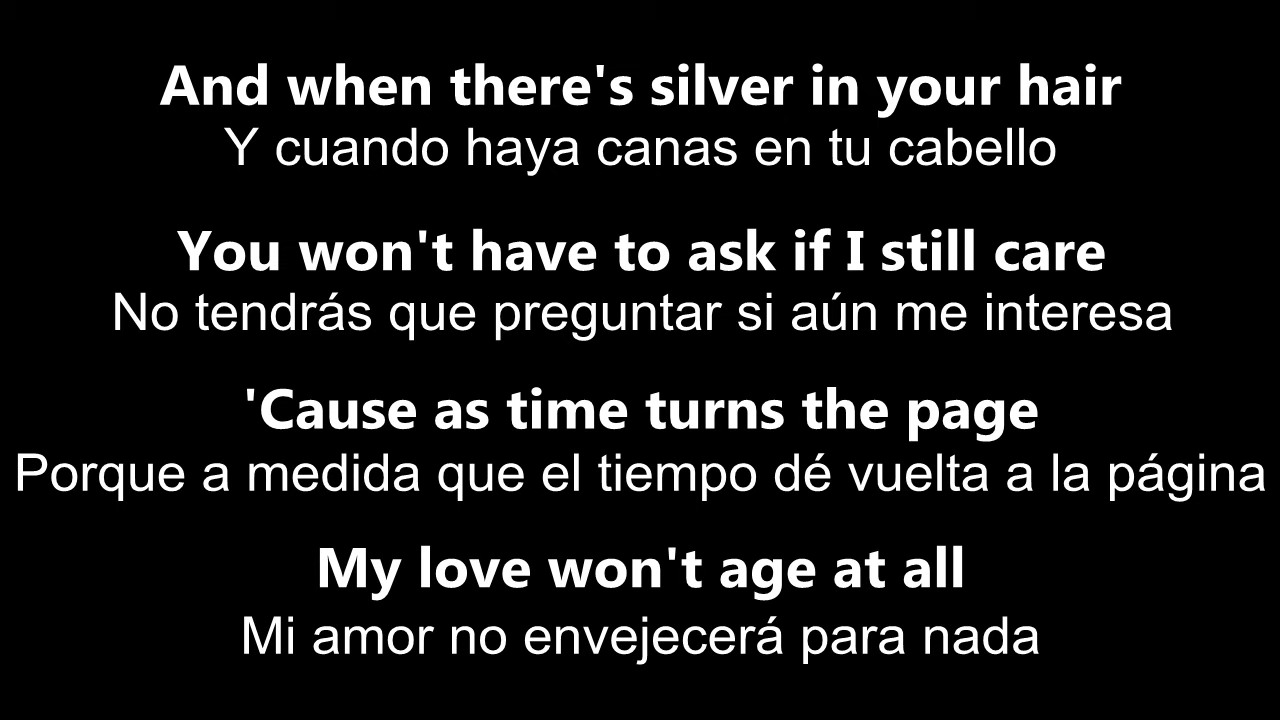 And when there's silver in your hair
Y cuando haya canas en tu cabello
You won't have to ask if I still care
No tendrás que preguntar si aún me interesa
'Cause as time turns the page
Porque a medida que el tiempo dé vuelta a la página
My love won't age at all
Mi amor no envejecerá para nada